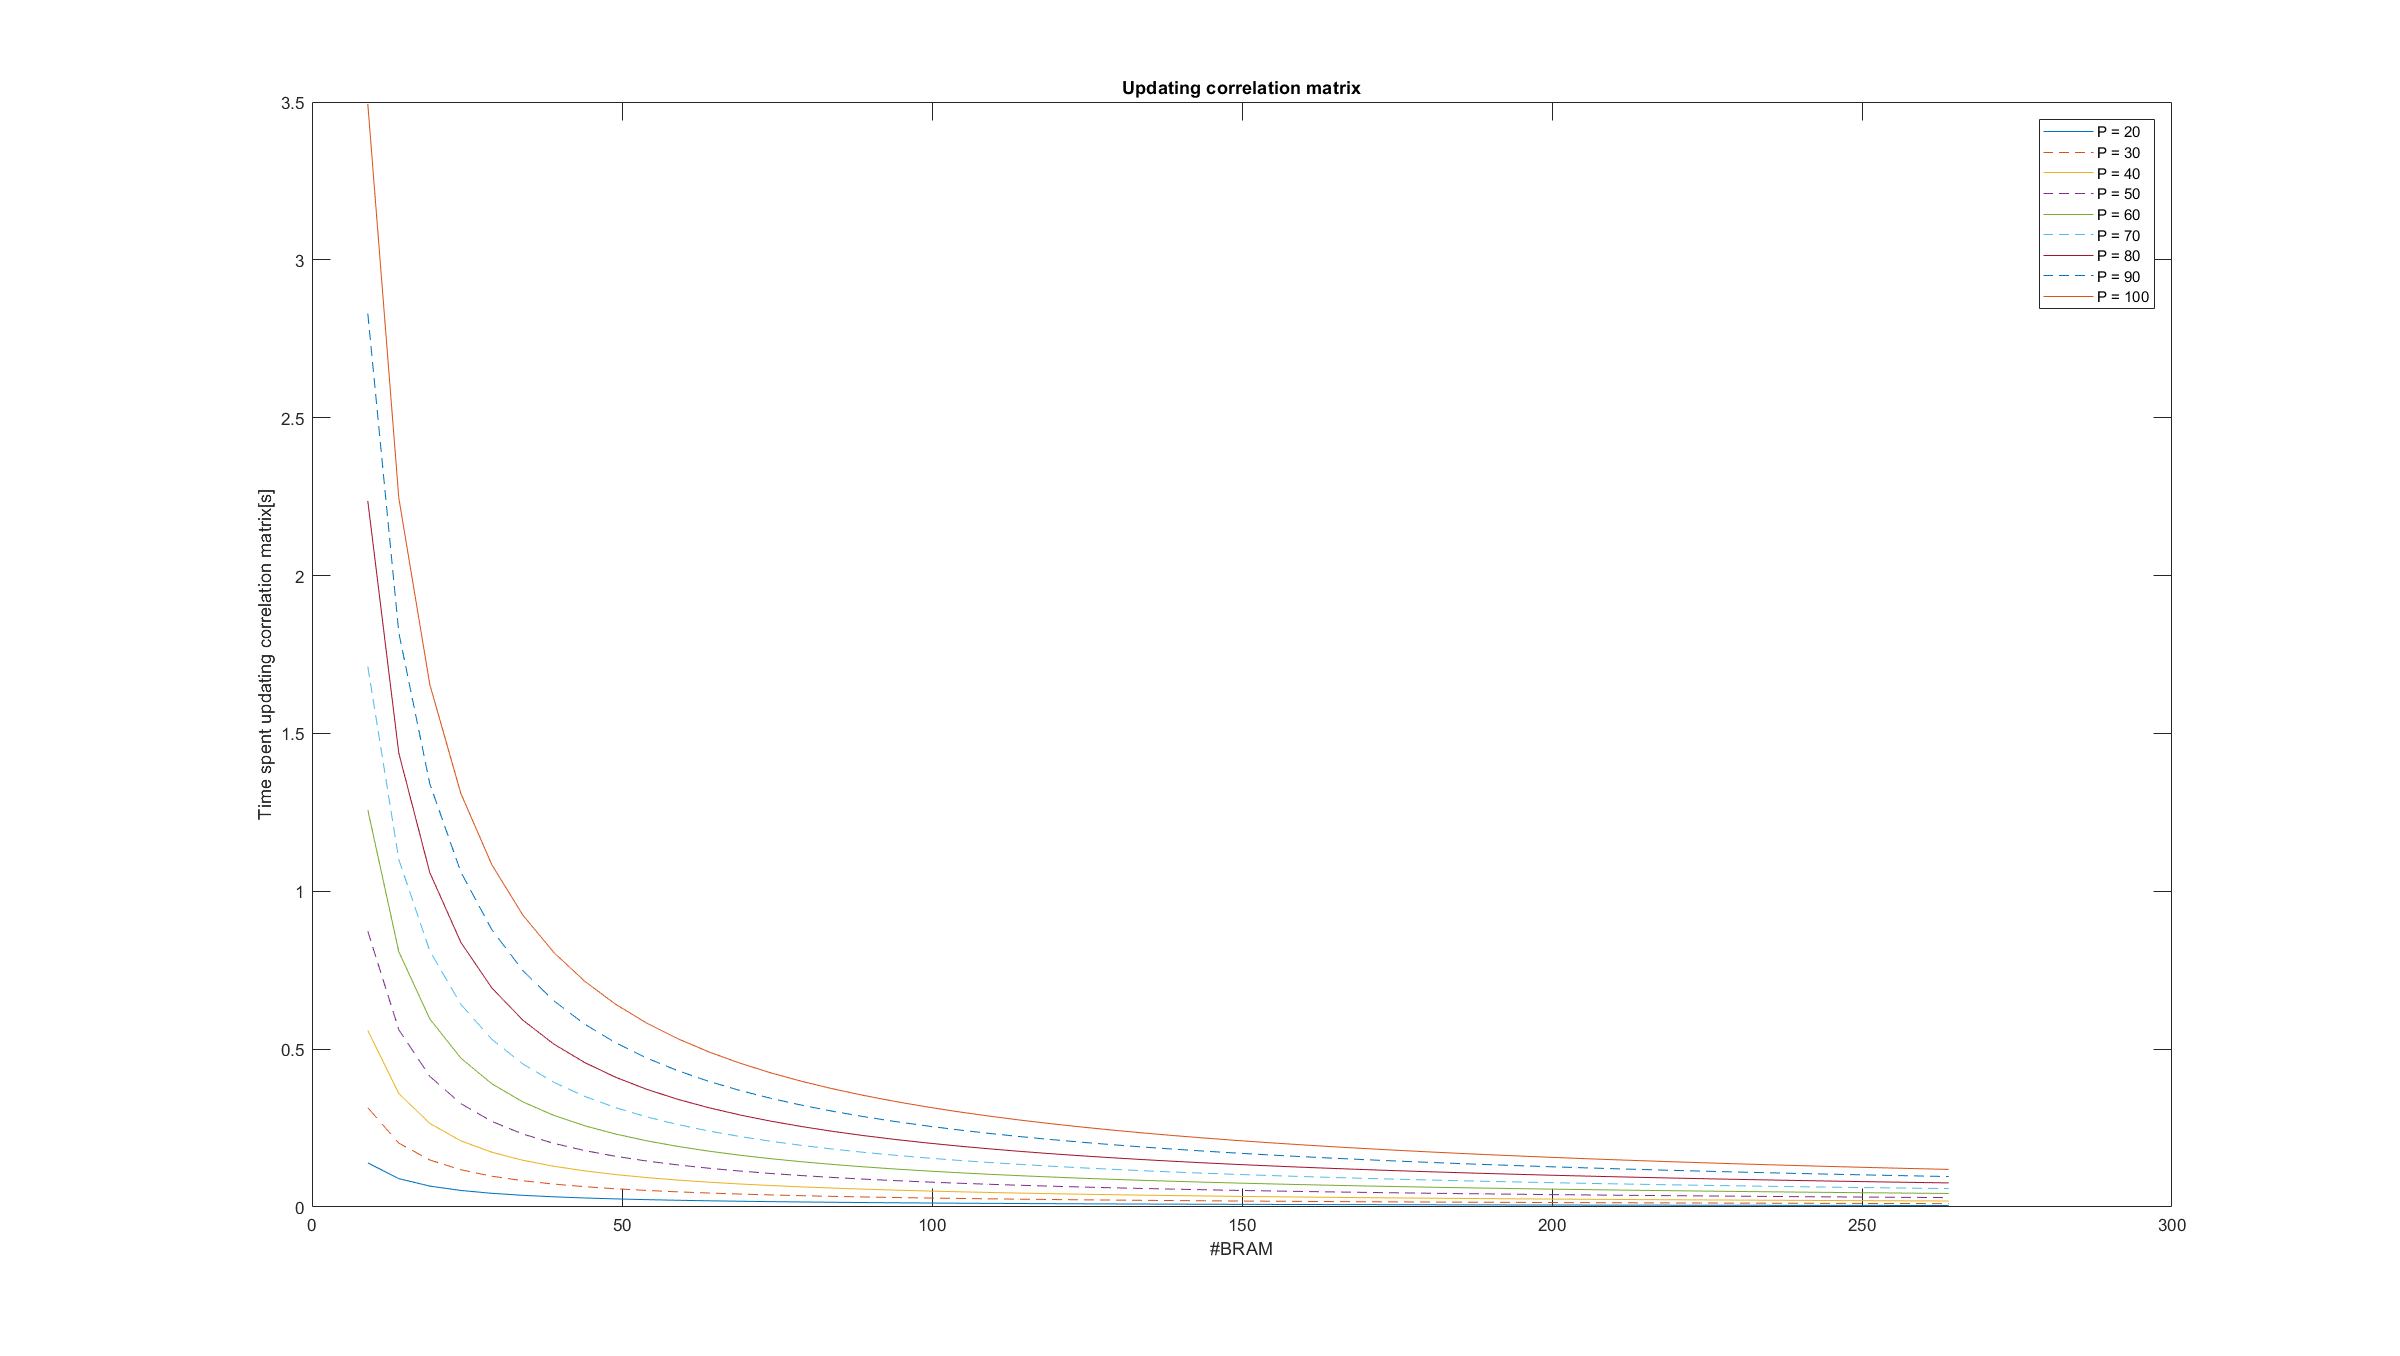 Updating correlation matrix
3.5
3
2.5
2
1.5
1
0.5
0
Time spent updating correlation matrix[s]
P = 20
P = 30
P = 40
P = 50
P = 60
P = 70
P = 80
P = 90
P = 100
0 50 100 150 200 250 300
#BRAM